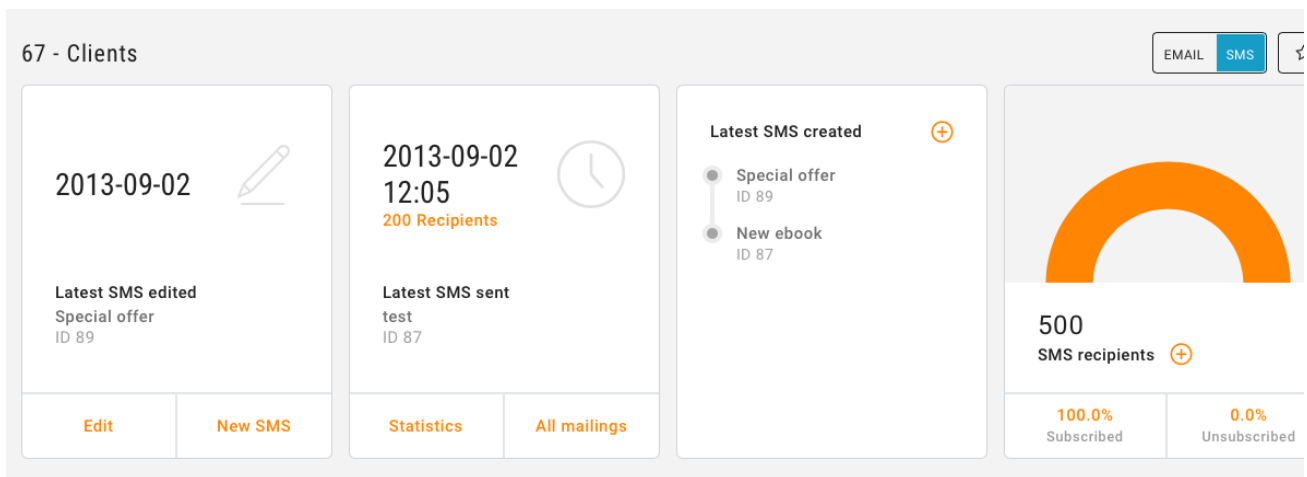 67 - Clients
EMAIL
SMS
2013-09-02
Latest SMS edited
Special offer
ID 89
Edit
New SMS
2013-09-02
12:05
200 Recipients
Latest SMS sent
test
ID 87
Statistics
All mailings
Latest SMS created
Special offer
ID 89
New ebook
ID 87
500
SMS recipients
100.0%
Subscribed
0.0%
Unsubscribed